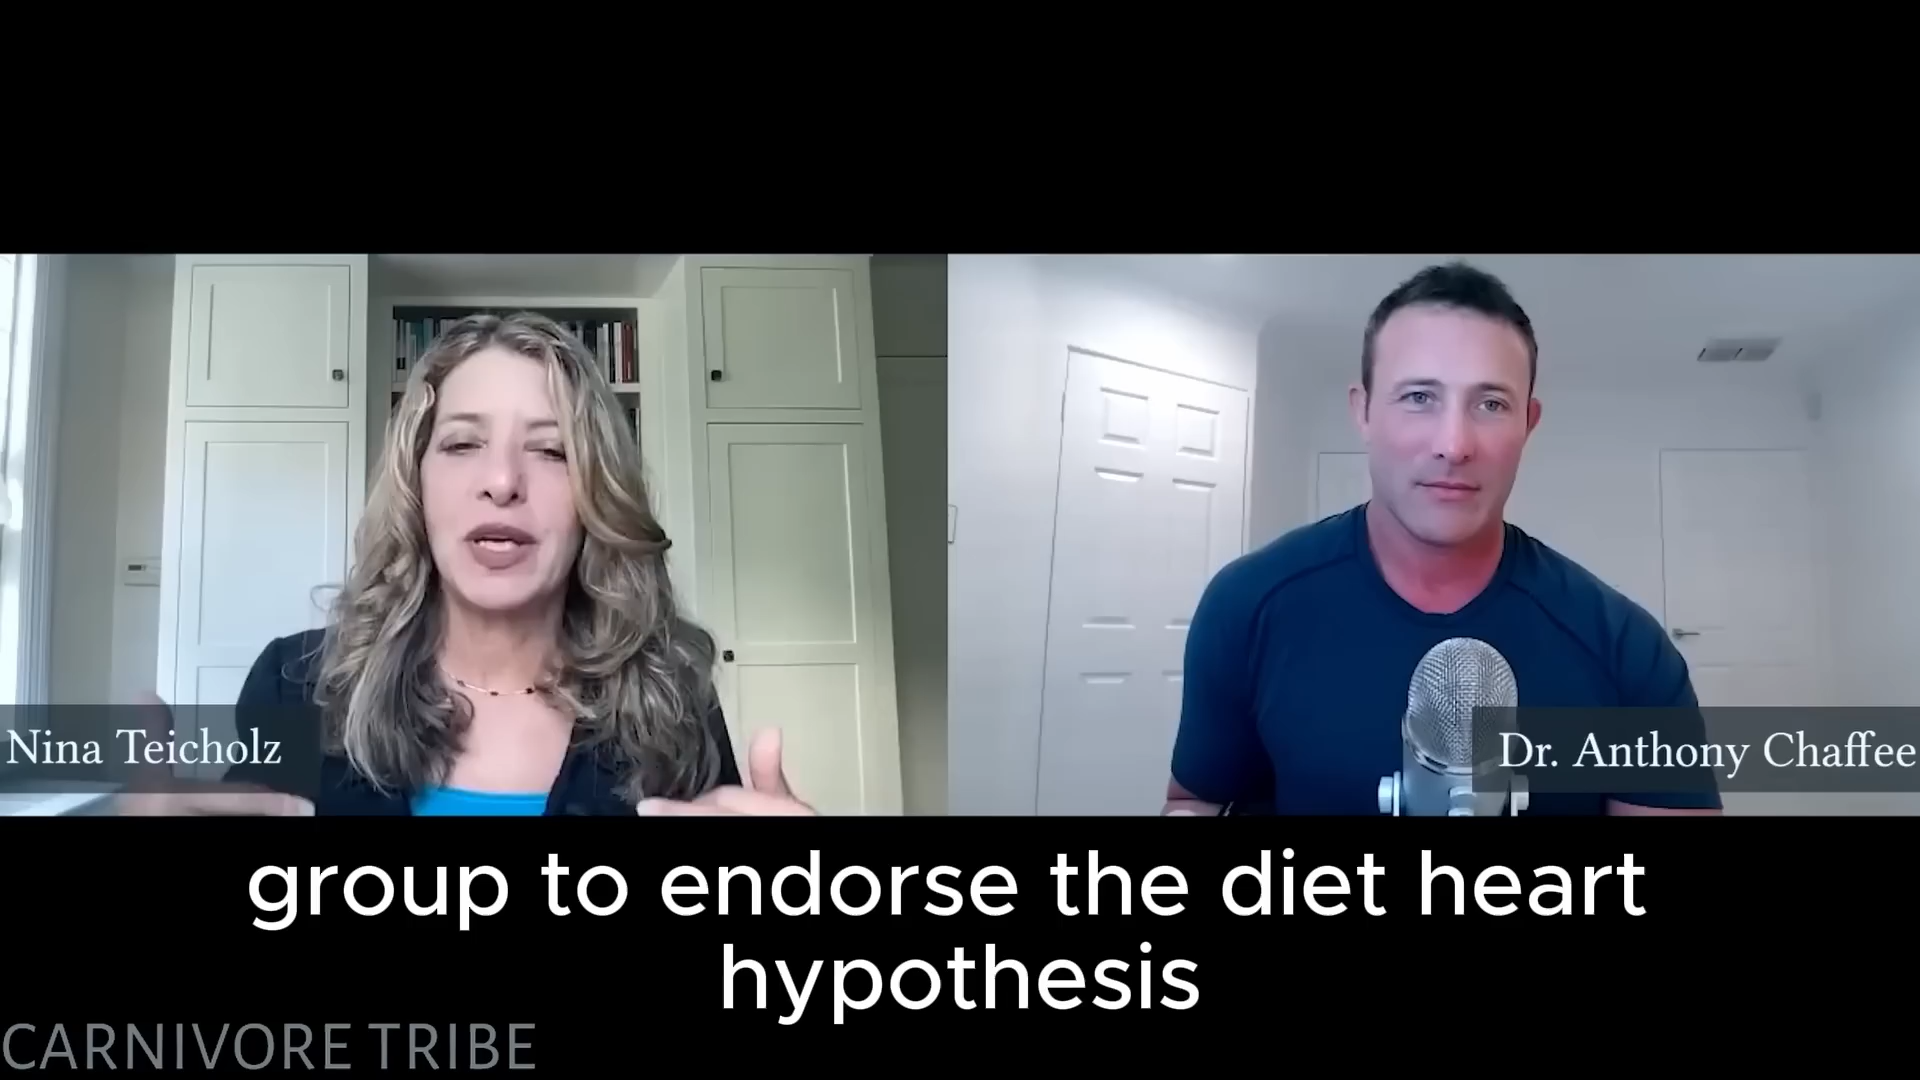 Nina Teicholz
Dr. Anthony Chaffee
group to endorse the diet heart
hypothesis
CARNIVORE TRIBE